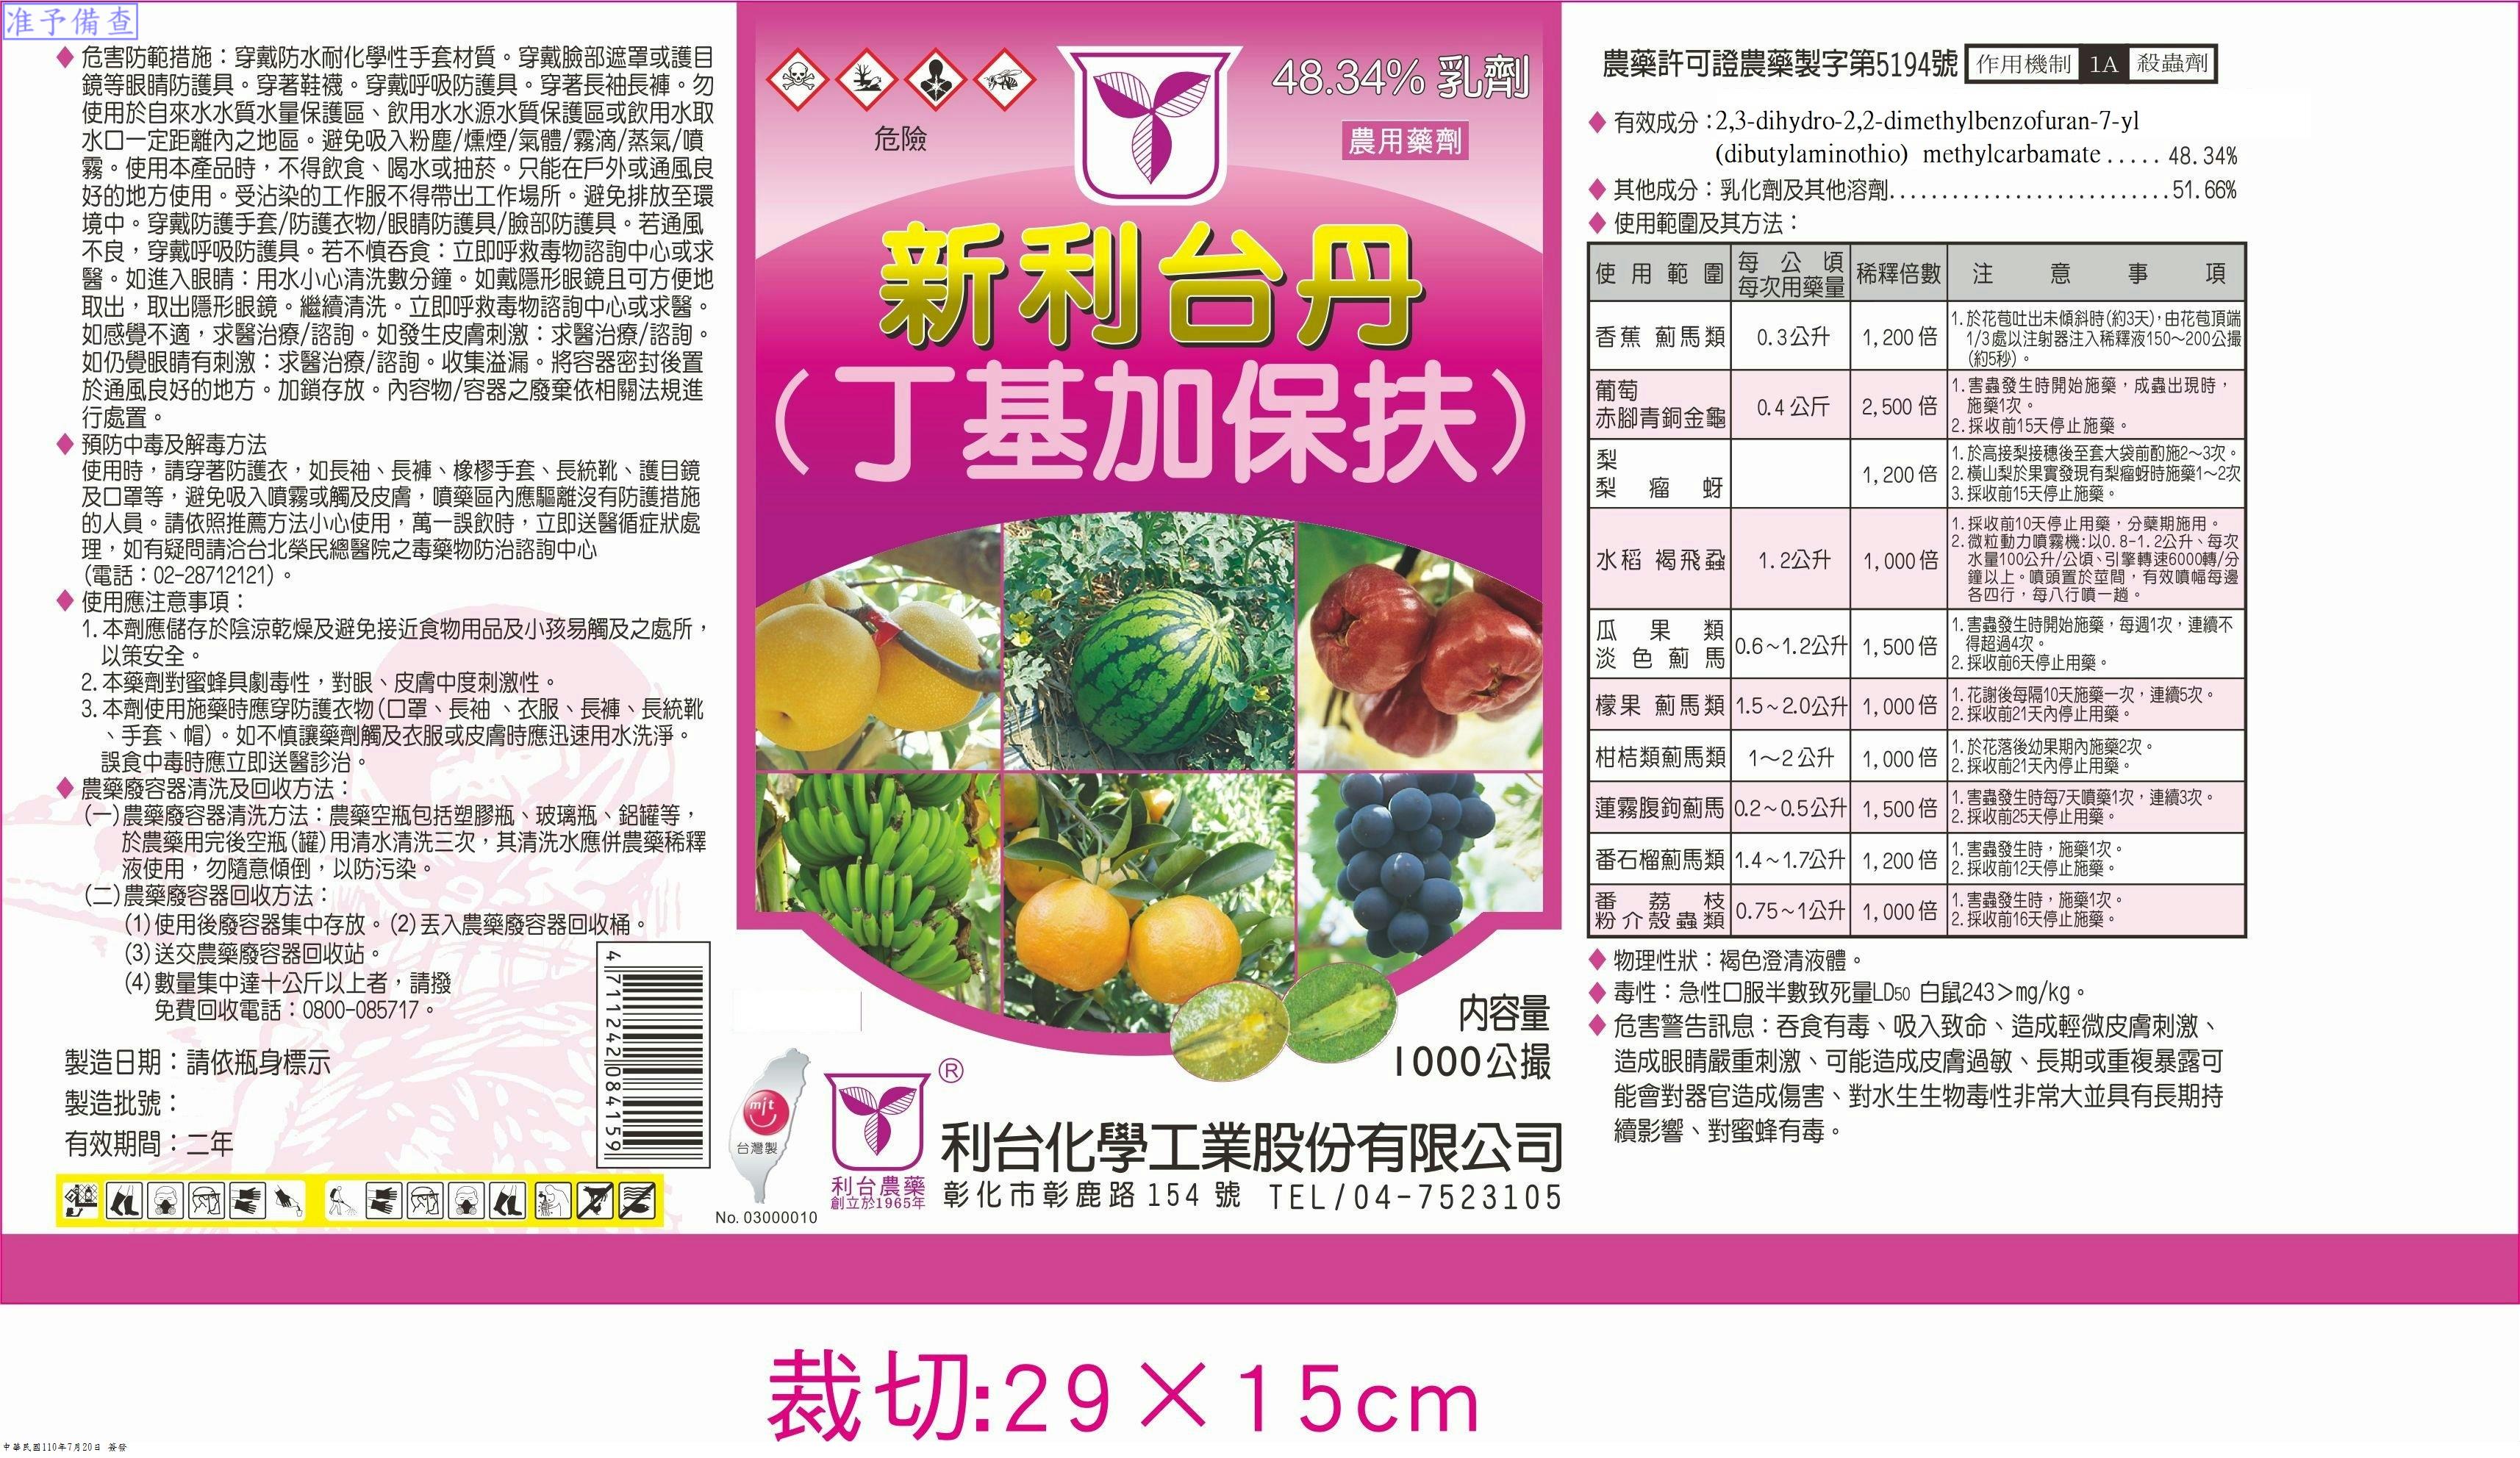 准予備查
◆ 危害防範措施：穿戴防水耐化學性手套材質。穿戴臉部遮罩或護目
鏡等眼睛防護具。穿著鞋襪。穿戴呼吸防護具。穿著長袖長褲。勿
使用於自來水水質水量保護區、飲用水水源水質保護區或飲用水取
水口一定距離內之地區。避免吸入粉塵/燻煙/氣體/霧滴/蒸氣/噴
霧。使用本產品時，不得飲食、喝水或抽菸。只能在戶外或通風良
好的地方使用。受沾染的工作服不得帶出工作場所。避免排放至環
境中。穿戴防護手套/防護衣物/眼睛防護具/臉部防護具。若通風
不良，穿戴呼吸防護具。若不慎吞食：立即呼救毒物諮詢中心或求
醫。如進入眼睛：用水小心清洗數分鐘。如戴隱形眼鏡且可方便地
取出，取出隱形眼鏡。繼續清洗。立即呼救毒物諮詢中心或求醫。
如感覺不適，求醫治療/諮詢。如發生皮膚刺激：求醫治療/諮詢。
如仍覺眼睛有刺激：求醫治療/諮詢。收集溢漏。將容器密封後置
於通風良好的地方。加鎖存放。內容物/容器之廢棄依相關法規進
行處置。
◆ 預防中毒及解毒方法
使用時，請穿著防護衣，如長袖、長褲、橡膠手套、長統靴、護目鏡
及口罩等，避免吸入噴霧或觸及皮膚，噴藥區內應驅離沒有防護措施
的人員。請依照推薦方法小心使用，萬一誤飲時，立即送醫循症狀處
理，如有疑問請洽台北榮民總醫院之毒藥物防治諮詢中心
(電話：02-28712121)。
◆ 使用應注意事項：
1. 本劑應儲存於陰涼乾燥及避免接近食物用品及小孩易觸及之處所，
以策安全。
2. 本藥劑對蜜蜂具劇毒性，對眼、皮膚中度刺激性。
3. 本劑使用施藥時應穿防護衣物(口罩、長袖 、衣服、長褲、長統靴
、手套、帽)。如不慎讓藥劑觸及衣服或皮膚時應迅速用水洗淨。
誤食中毒時應立即送醫診治。
◆ 農藥廢容器清洗及回收方法：
(一)農藥廢容器清洗方法：農藥空瓶包括塑膠瓶、玻璃瓶、鋁罐等，
於農藥用完後空瓶(罐)用清水清洗三次，其清洗水應併農藥稀釋
液使用，勿隨意傾倒，以防污染。
(二)農藥廢容器回收方法：
(1)使用後廢容器集中存放。(2)丟入農藥廢容器回收桶。
(3)送交農藥廢容器回收站。
(4)數量集中達十公斤以上者，請撥
免費回收電話：0800-085717。
製造日期：請依瓶身標示
製造批號：
有效期間：二年
4 711242 084159
危險
48.34% 乳劑
農用藥劑
新利台丹
(丁基加保扶)
內容量
1000公撮
mit
台灣製
No. 03000010
®
利台農藥
創立於1965年
利台化學工業股份有限公司
彰化市彰鹿路 154 號 TEL/04-7523105
農藥許可證農藥製字第5194號 作用機制 1A 殺蟲劑
◆ 有效成分：2,3-dihydro-2,2-dimethylbenzofuran-7-yl
(dibutylaminothio) methylcarbamate ..... 48.34%
◆ 其他成分：乳化劑及其他溶劑...........................51.66%
◆ 使用範圍及其方法：
使用範圍 每公頃每次用藥量 稀釋倍數 注意事項
香蕉 薊馬類 0.3公升 1,200倍 1. 於花苞吐出未傾斜時(約3天)，由花苞頂端
1/3處以注射器注入稀釋液150～200公撮
(約5秒)。
葡萄
赤腳青銅金龜 0.4公斤 2,500倍 1. 害蟲發生時開始施藥，成蟲出現時，
施藥1次。
2. 採收前15天停止施藥。
梨
梨瘤蚜 1,200倍 1. 於高接梨接穗後至套大袋前酌施2～3次。
2. 橫山梨於果實發現有梨瘤蚜時施藥1～2次
3. 採收前15天停止施藥。
水稻 褐飛蝨 1.2公升 1,000倍 1. 採收前10天停止用藥，分蘗期施用。
2. 微粒動力噴霧機:以0.8-1.2公升、每次
水量100公升/公頃、引擎轉速6000轉/分
鐘以上。噴頭置於莖間，有效噴幅每邊
各四行，每八行噴一趟。
瓜果類
淡色薊馬 0.6~1.2公升 1,500倍 1. 害蟲發生時開始施藥，每週1次，連續不
得超過4次。
2. 採收前6天停止用藥。
檬果 薊馬類 1.5~2.0公升 1,000倍 1. 花謝後每隔10天施藥一次，連續5次。
2. 採收前21天內停止用藥。
柑桔類薊馬類 1～2公升 1,000倍 1. 於花落後幼果期內施藥2次。
2. 採收前21天內停止用藥。
蓮霧腹鉤薊馬 0.2~0.5公升 1,500倍 1. 害蟲發生時每7天噴藥1次，連續3次。
2. 採收前25天停止用藥。
番石榴薊馬類 1.4~1.7公升 1,200倍 1. 害蟲發生時，施藥1次。
2. 採收前12天停止施藥。
番荔枝
粉介殼蟲類 0.75~1公升 1,000倍 1. 害蟲發生時，施藥1次。
2. 採收前16天停止施藥。
◆ 物理性狀：褐色澄清液體。
◆ 毒性：急性口服半數致死量LD50 白鼠243＞mg/kg。
◆ 危害警告訊息：吞食有毒、吸入致命、造成輕微皮膚刺激、
造成眼睛嚴重刺激、可能造成皮膚過敏、長期或重複暴露可
能會對器官造成傷害、對水生生物毒性非常大並具有長期持
續影響、對蜜蜂有毒。
裁切:29×15cm
中華民國110年7月20日 簽發